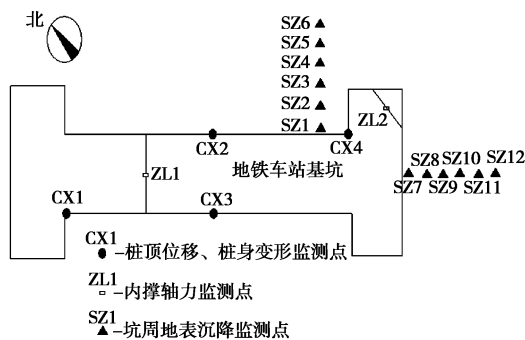 北
SZ6
SZ5
SZ4
SZ3
SZ2
SZ1
ZL2
CX2
CX4
地铁车站基坑
ZL1
SZ8 SZ10 SZ12
SZ7 SZ9 SZ11
CX1
CX3
CX1
–桩顶位移、桩身变形监测点
ZL1
–内撑轴力监测点
SZ1
–坑周地表沉降监测点